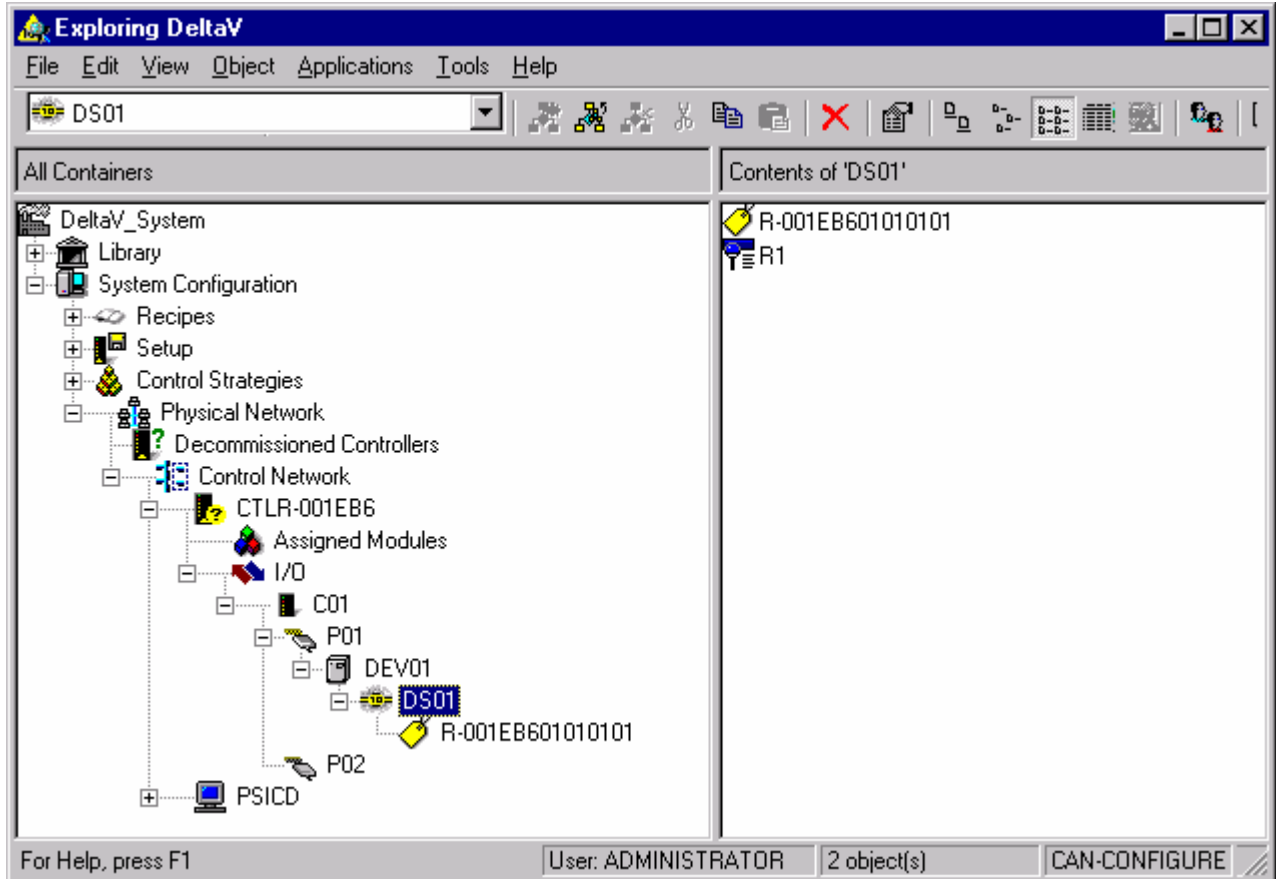 Exploring DeltaV
File Edit View Object Applications Tools Help
DS01
All Containers
Contents of 'DS01'
DeltaV_System
Library
System Configuration
Recipes
Setup
Control Strategies
Physical Network
Decommissioned Controllers
Control Network
CTLR-001EB6
Assigned Modules
I/O
C01
P01
DEV01
DS01
R-001EB601010101
P02
PSICD
R-001EB601010101
R1
For Help, press F1
User: ADMINISTRATOR
2 object(s)
CAN-CONFIGURE